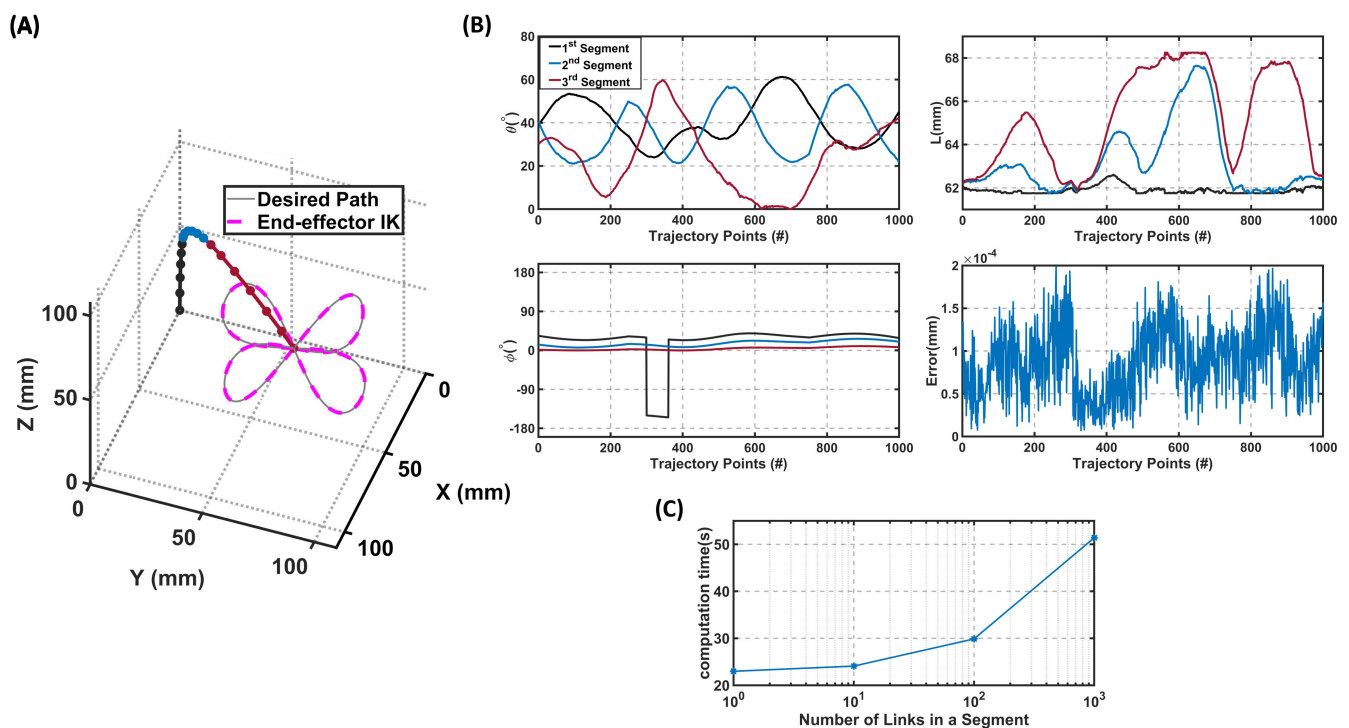 (A)
Desired Path
End-effector IK
100
50
0
Z (mm)
0
50
100
Y (mm)
0
50
100
X (mm)
(B)
80
60
40
20
0
θ(°)
1st Segment
2nd Segment
3rd Segment
0 200 400 600 800 1000
Trajectory Points (#)
68
66
64
62
L(mm)
0 200 400 600 800 1000
Trajectory Points (#)
180
90
0
-90
-180
ϕ(°)
0 200 400 600 800 1000
Trajectory Points (#)
×10-4
2
1.5
1
0.5
0
Error(mm)
0 200 400 600 800 1000
Trajectory Points (#)
(C)
50
40
30
20
computation time(s)
10^0 10^1 10^2 10^3
Number of Links in a Segment